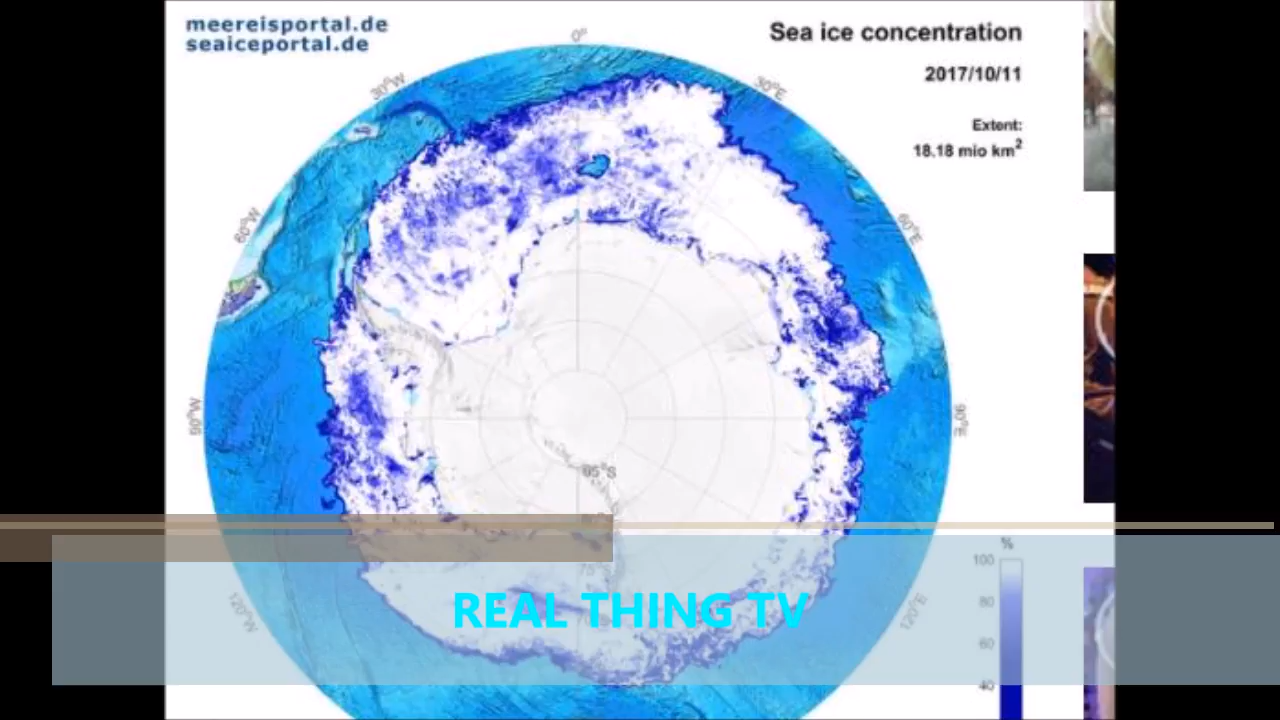 meereisportal.de
seaiceportal.de
Sea ice concentration
2017/10/11
Extent:
18.18 mio km²
0°
30°W
30°E
60°W
60°E
90°W
90°E
85°S
120°W
120°E
%
100
80
60
40
REAL THING TV